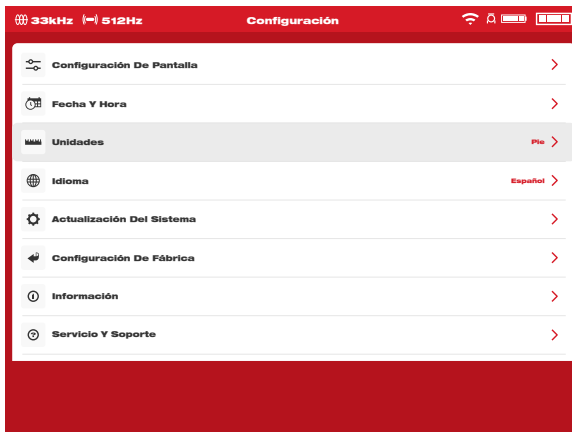 33kHz 512Hz Configuración
Configuración De Pantalla
Fecha Y Hora
Unidades Pie
Idioma Español
Actualización Del Sistema
Configuración De Fábrica
Información
Servicio Y Soporte